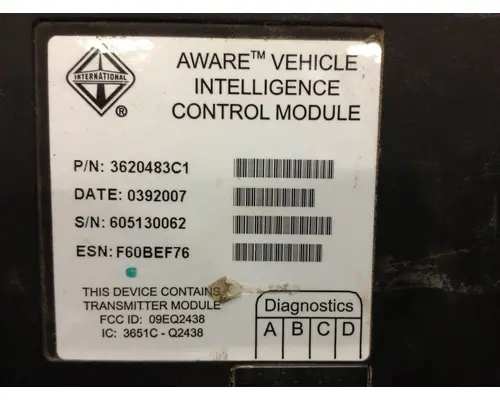 INTERNATIONAL
®
AWARE™ VEHICLE
INTELLIGENCE
CONTROL MODULE
P/N: 3620483C1
DATE: 0392007
S/N: 605130062
ESN: F60BEF76
THIS DEVICE CONTAINS
TRANSMITTER MODULE
FCC ID: 09EQ2438
IC: 3651C - Q2438
Diagnostics
A B C D